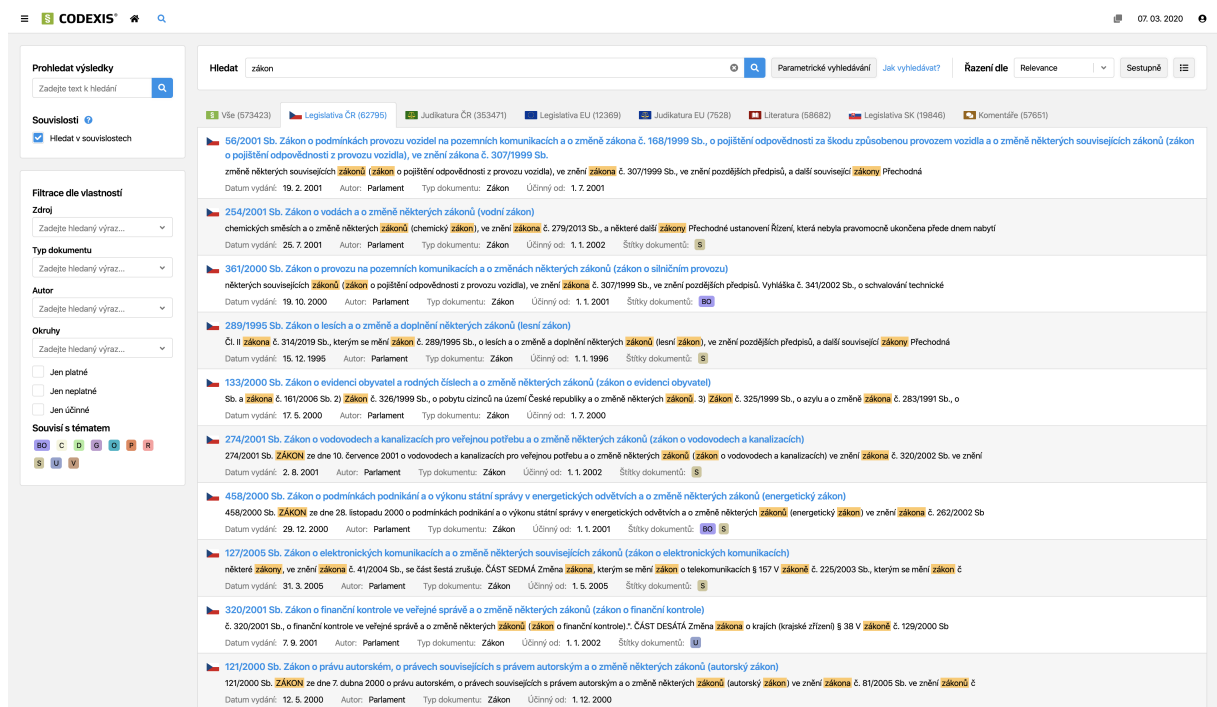 § CODEXIS®
07. 03. 2020
Prohledat výsledky
Zadejte text k hledání
Souvislosti ?
Hledat v souvislostech
Filtrace dle vlastností
Zdroj
Zadejte hledaný výraz...
Typ dokumentu
Zadejte hledaný výraz...
Autor
Zadejte hledaný výraz...
Okruhy
Zadejte hledaný výraz...
Jen platné
Jen neplatné
Jen účinné
Souvisí s tématem
BO C D G O P R
S U V
Hledat zákon Parametrické vyhledávání Jak vyhledávat? Řazení dle Relevance Sestupně
§ Vše (573423) Legislativa ČR (62795) Judikatura ČR (353471) Legislativa EU (12369) Judikatura EU (7528) Literatura (58682) Legislativa SK (19846) Komentáře (57651)
56/2001 Sb. Zákon o podmínkách provozu vozidel na pozemních komunikacích a o změně zákona č. 168/1999 Sb., o pojištění odpovědnosti za škodu způsobenou provozem vozidla a o změně některých souvisejících zákonů (zákon
o pojištění odpovědnosti z provozu vozidla), ve znění zákona č. 307/1999 Sb.
změně některých souvisejících zákonů (zákon o pojištění odpovědnosti z provozu vozidla), ve znění zákona č. 307/1999 Sb., ve znění pozdějších předpisů, a další související zákony Přechodná
Datum vydání: 19. 2. 2001 Autor: Parlament Typ dokumentu: Zákon Účinný od: 1. 7. 2001
254/2001 Sb. Zákon o vodách a o změně některých zákonů (vodní zákon)
chemických směsích a o změně některých zákonů (chemický zákon), ve znění zákona č. 279/2013 Sb., a některé další zákony Přechodné ustanovení Řízení, která nebyla pravomocně ukončena přede dnem nabytí
Datum vydání: 25. 7. 2001 Autor: Parlament Typ dokumentu: Zákon Účinný od: 1. 1. 2002 Štítky dokumentů: S
361/2000 Sb. Zákon o provozu na pozemních komunikacích a o změnách některých zákonů (zákon o silničním provozu)
některých souvisejících zákonů (zákon o pojištění odpovědnosti z provozu vozidla), ve znění zákona č. 307/1999 Sb., ve znění pozdějších předpisů. Vyhláška č. 341/2002 Sb., o schvalování technické
Datum vydání: 19. 10. 2000 Autor: Parlament Typ dokumentu: Zákon Účinný od: 1. 1. 2001 Štítky dokumentů: BO
289/1995 Sb. Zákon o lesích a o změně a doplnění některých zákonů (lesní zákon)
Čl. II zákona č. 314/2019 Sb., kterým se mění zákon č. 289/1995 Sb., o lesích a o změně a doplnění některých zákonů (lesní zákon), ve znění pozdějších předpisů, a další související zákony Přechodná
Datum vydání: 15. 12. 1995 Autor: Parlament Typ dokumentu: Zákon Účinný od: 1. 1. 1996 Štítky dokumentů: S
133/2000 Sb. Zákon o evidenci obyvatel a rodných číslech a o změně některých zákonů (zákon o evidenci obyvatel)
Sb. a zákona č. 161/2006 Sb. 2) Zákon č. 326/1999 Sb., o pobytu cizinců na území České republiky a o změně některých zákonů. 3) Zákon č. 325/1999 Sb., o azylu a o změně zákona č. 283/1991 Sb., o
Datum vydání: 17. 5. 2000 Autor: Parlament Typ dokumentu: Zákon Účinný od: 1. 7. 2000
274/2001 Sb. Zákon o vodovodech a kanalizacích pro veřejnou potřebu a o změně některých zákonů (zákon o vodovodech a kanalizacích)
274/2001 Sb. ZÁKON ze dne 10. července 2001 o vodovodech a kanalizacích pro veřejnou potřebu a o změně některých zákonů (zákon o vodovodech a kanalizacích) ve znění zákona č. 320/2002 Sb. ve znění
Datum vydání: 2. 8. 2001 Autor: Parlament Typ dokumentu: Zákon Účinný od: 1. 1. 2002 Štítky dokumentů: S
458/2000 Sb. Zákon o podmínkách podnikání a o výkonu státní správy v energetických odvětvích a o změně některých zákonů (energetický zákon)
458/2000 Sb. ZÁKON ze dne 28. listopadu 2000 o podmínkách podnikání a o výkonu státní správy v energetických odvětvích a o změně některých zákonů (energetický zákon) ve znění zákona č. 262/2002 Sb
Datum vydání: 29. 12. 2000 Autor: Parlament Typ dokumentu: Zákon Účinný od: 1. 1. 2001 Štítky dokumentů: BO S
127/2005 Sb. Zákon o elektronických komunikacích a o změně některých souvisejících zákonů (zákon o elektronických komunikacích)
některé zákony, ve znění zákona č. 41/2004 Sb., se část šestá zrušuje. ČÁST SEDMÁ Změna zákona, kterým se mění zákon o telekomunikacích § 157 V zákoně č. 225/2003 Sb., kterým se mění zákon č
Datum vydání: 31. 3. 2005 Autor: Parlament Typ dokumentu: Zákon Účinný od: 1. 5. 2005 Štítky dokumentů: S
320/2001 Sb. Zákon o finanční kontrole ve veřejné správě a o změně některých zákonů (zákon o finanční kontrole)
č. 320/2001 Sb., o finanční kontrole ve veřejné správě a o změně některých zákonů (zákon o finanční kontrole).". ČÁST DESÁTÁ Změna zákona o krajích (krajské zřízení) § 38 V zákoně č. 129/2000 Sb
Datum vydání: 7. 9. 2001 Autor: Parlament Typ dokumentu: Zákon Účinný od: 1. 1. 2002 Štítky dokumentů: U
121/2000 Sb. Zákon o právu autorském, o právech souvisejících s právem autorským a o změně některých zákonů (autorský zákon)
121/2000 Sb. ZÁKON ze dne 7. dubna 2000 o právu autorském, o právech souvisejících s právem autorským a o změně některých zákonů (autorský zákon) ve znění zákona č. 81/2005 Sb. ve znění zákonů č
Datum vydání: 12. 5. 2000 Autor: Parlament Typ dokumentu: Zákon Účinný od: 1. 12. 2000